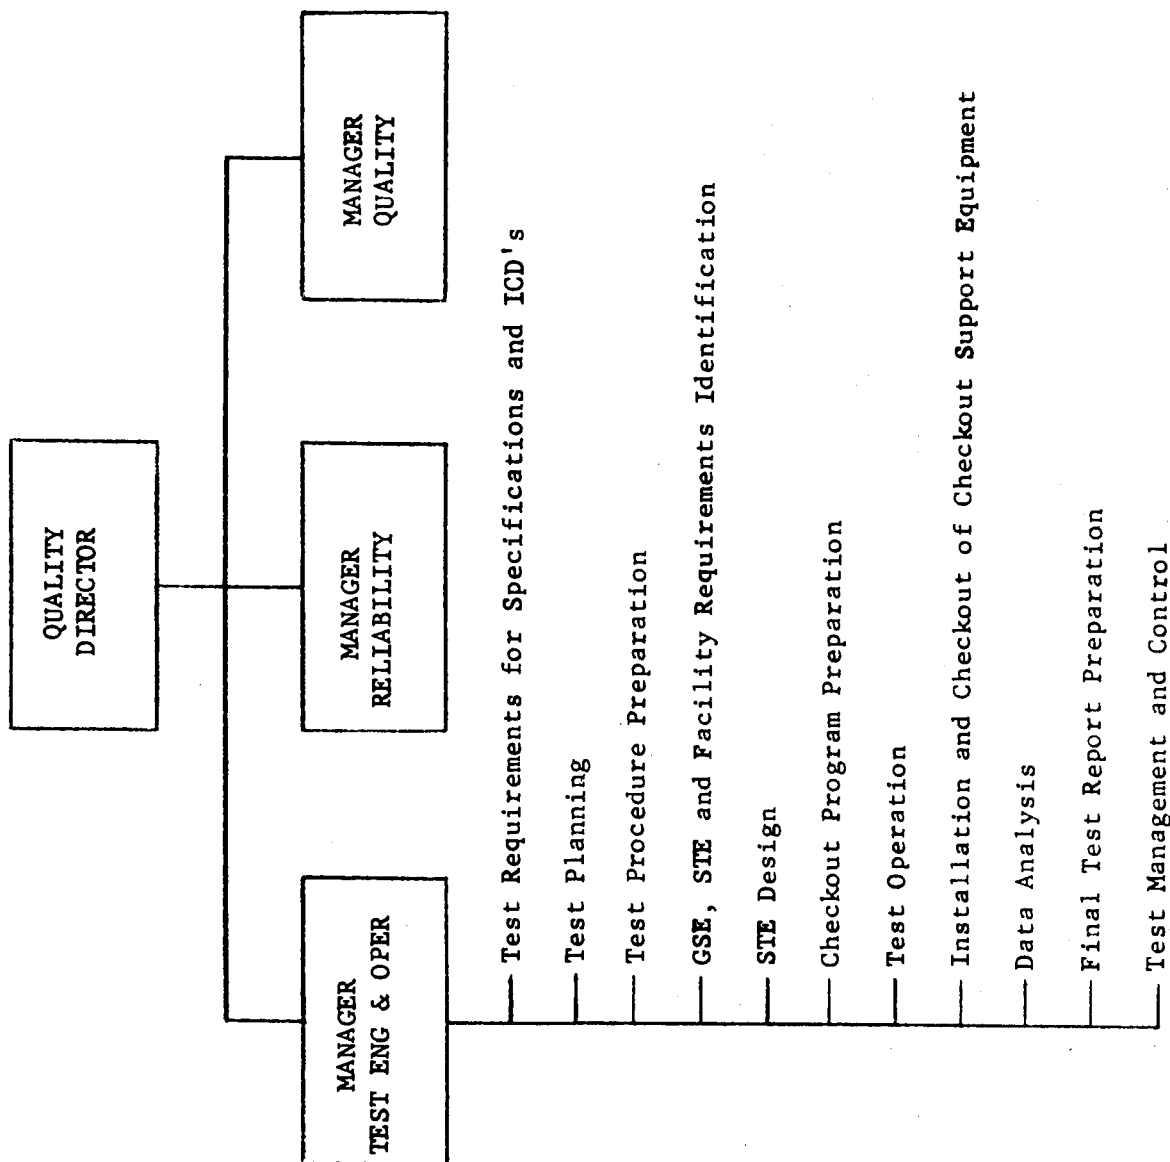 QUALITY
DIRECTOR
MANAGER
TEST ENG & OPER
MANAGER
RELIABILITY
MANAGER
QUALITY
Test Requirements for Specifications and ICD's
Test Planning
Test Procedure Preparation
GSE, STE and Facility Requirements Identification
STE Design
Checkout Program Preparation
Test Operation
Installation and Checkout of Checkout Support Equipment
Data Analysis
Final Test Report Preparation
Test Management and Control